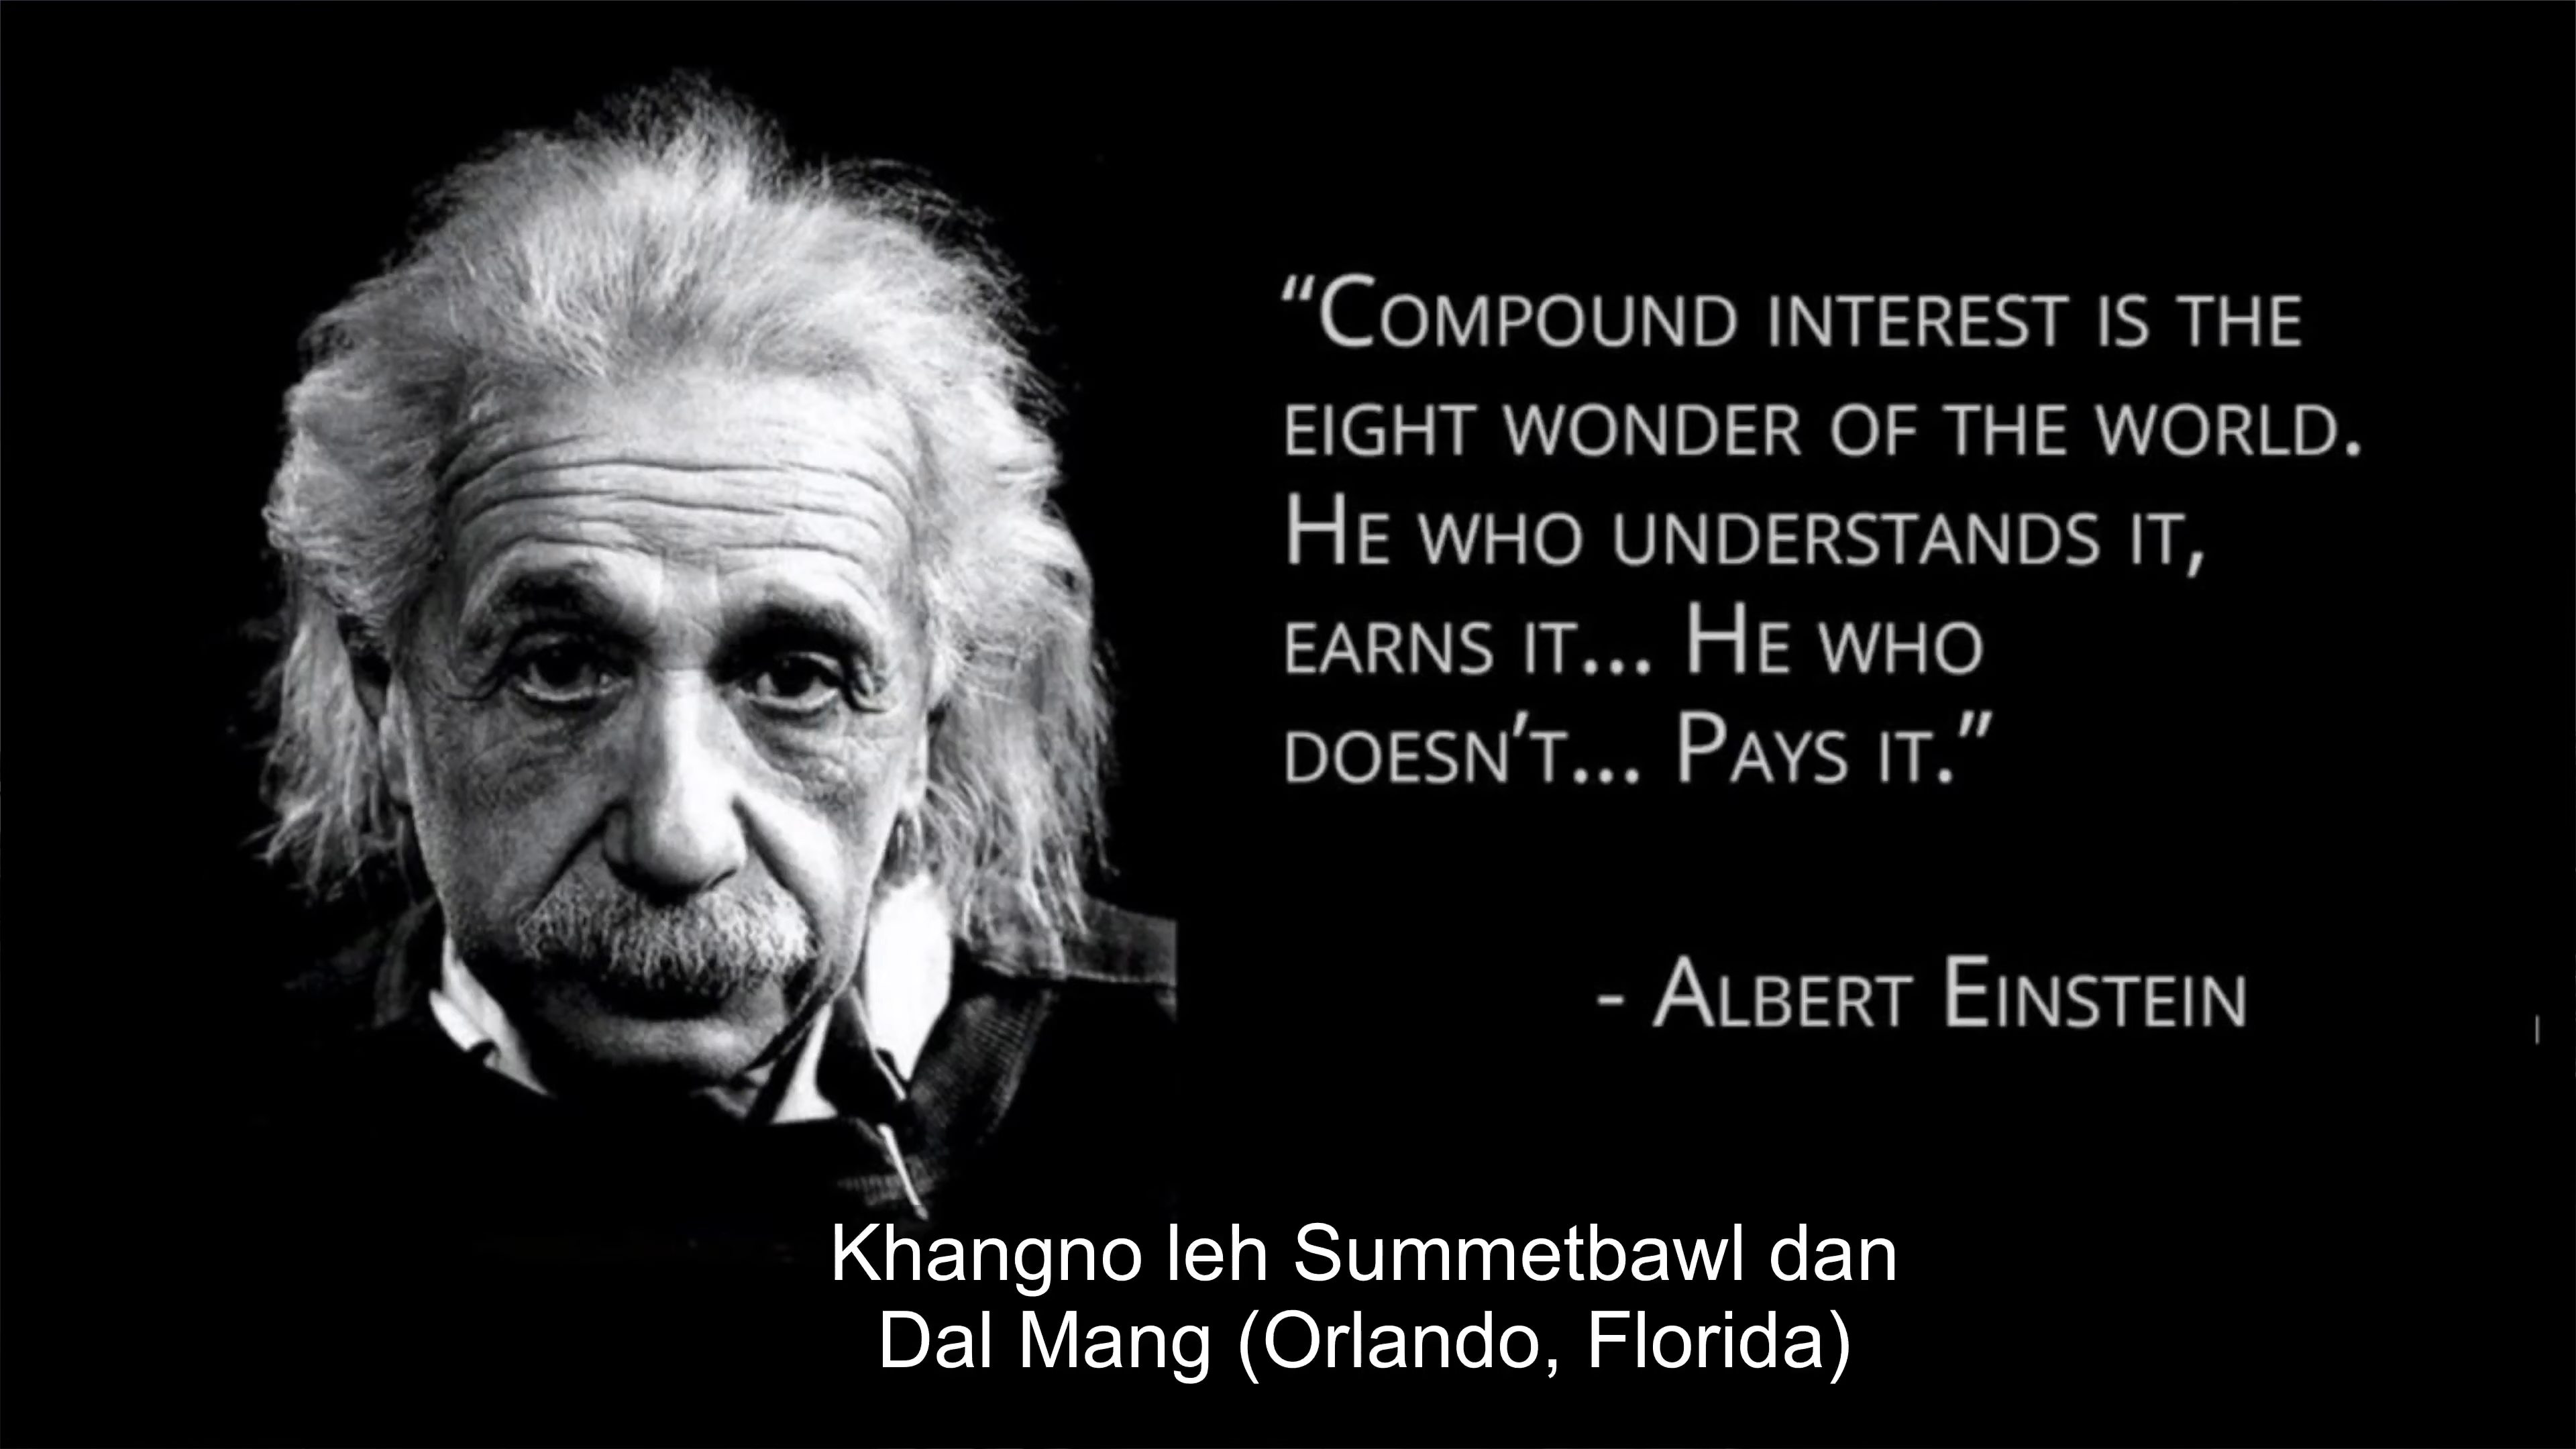 “Compound interest is the
eight wonder of the world.
He who understands it,
earns it... He who
doesn’t... Pays it.”
- Albert Einstein
Khangno leh Summetbawl dan
Dal Mang (Orlando, Florida)